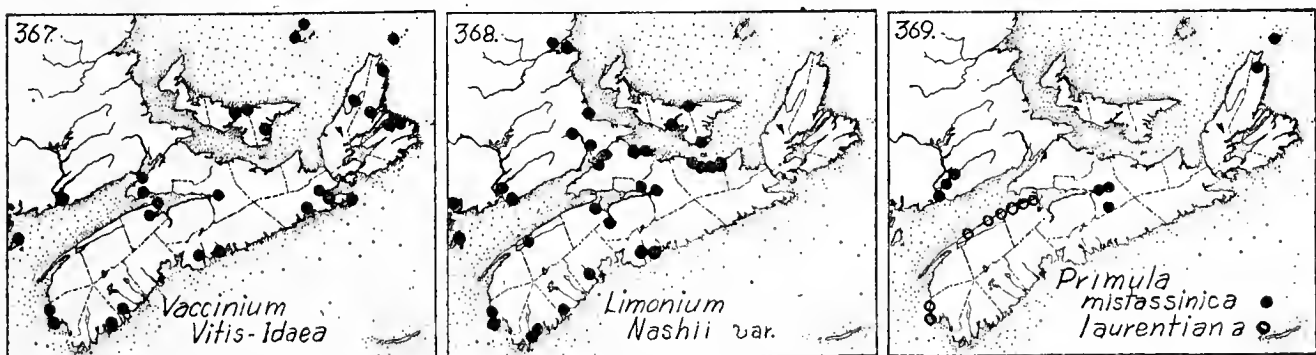 367.
Vaccinium
Vitis-Idaea
368.
Limonium
Nashii var.
369.
Primula
mistassinica ●
laurentiana o